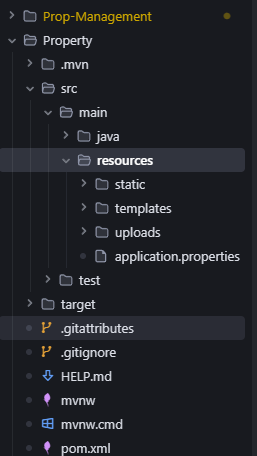 Prop-Management
Property
.mvn
src
main
java
resources
static
templates
uploads
application.properties
test
target
.gitattributes
.gitignore
HELP.md
mvnw
mvnw.cmd
pom.xml